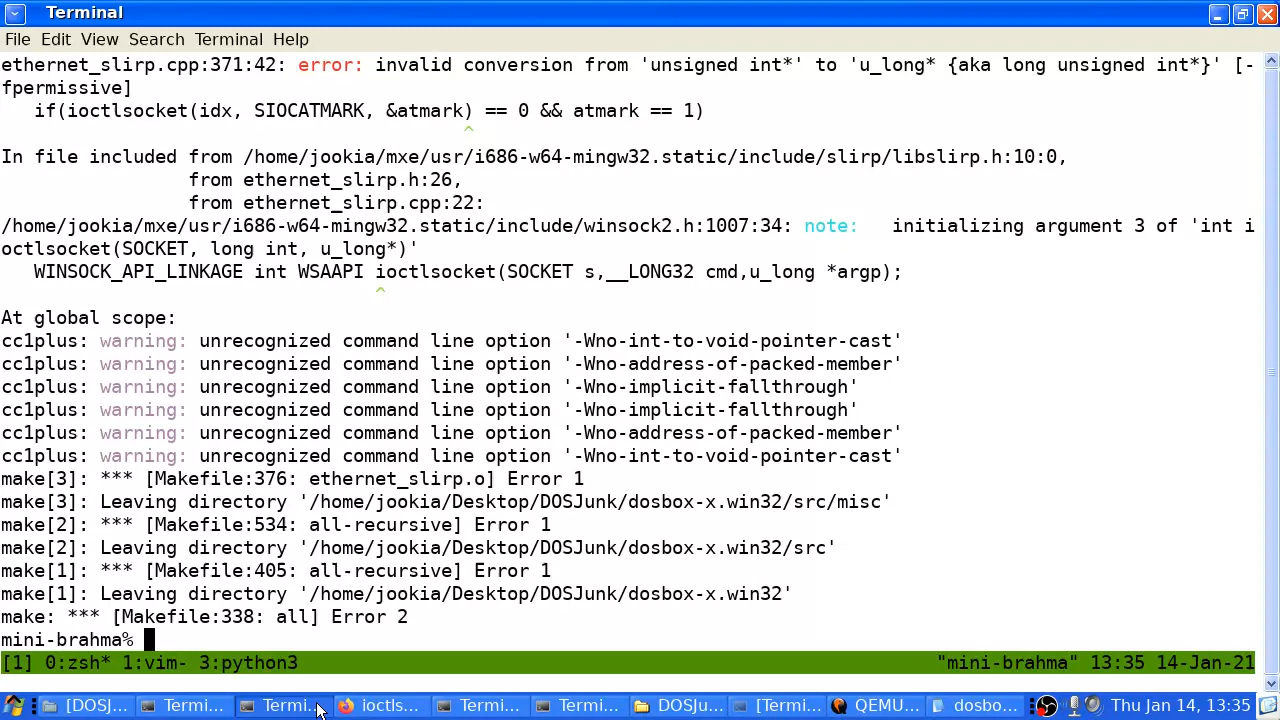 Terminal
File Edit View Search Terminal Help
ethernet_slirp.cpp:371:42: error: invalid conversion from 'unsigned int*' to 'u_long* {aka long unsigned int*}' [-
fpermissive]
   if(ioctlsocket(idx, SIOCATMARK, &atmark) == 0 && atmark == 1)
                                          ^
In file included from /home/jookia/mxe/usr/i686-w64-mingw32.static/include/slirp/libslirp.h:10:0,
                 from ethernet_slirp.h:26,
                 from ethernet_slirp.cpp:22:
/home/jookia/mxe/usr/i686-w64-mingw32.static/include/winsock2.h:1007:34: note:   initializing argument 3 of 'int i
octlsocket(SOCKET, long int, u_long*)'
   WINSOCK_API_LINKAGE int WSAAPI ioctlsocket(SOCKET s,__LONG32 cmd,u_long *argp);
                                  ^
At global scope:
cc1plus: warning: unrecognized command line option '-Wno-int-to-void-pointer-cast'
cc1plus: warning: unrecognized command line option '-Wno-address-of-packed-member'
cc1plus: warning: unrecognized command line option '-Wno-implicit-fallthrough'
cc1plus: warning: unrecognized command line option '-Wno-implicit-fallthrough'
cc1plus: warning: unrecognized command line option '-Wno-address-of-packed-member'
cc1plus: warning: unrecognized command line option '-Wno-int-to-void-pointer-cast'
make[3]: *** [Makefile:376: ethernet_slirp.o] Error 1
make[3]: Leaving directory '/home/jookia/Desktop/DOSJunk/dosbox-x.win32/src/misc'
make[2]: *** [Makefile:534: all-recursive] Error 1
make[2]: Leaving directory '/home/jookia/Desktop/DOSJunk/dosbox-x.win32/src'
make[1]: *** [Makefile:405: all-recursive] Error 1
make[1]: Leaving directory '/home/jookia/Desktop/DOSJunk/dosbox-x.win32'
make: *** [Makefile:338: all] Error 2
mini-brahma%
[1] 0:zsh* 1:vim- 3:python3 "mini-brahma" 13:35 14-Jan-21
[DOSJ... Termi... Termi... ioctls... Termi... Termi... DOSJu... [Termi... QEMU... dosbo... Thu Jan 14, 13:35